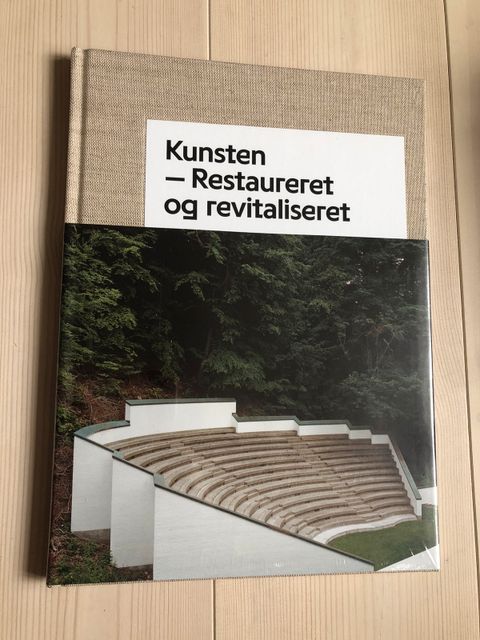 Kunsten
– Restaureret
og revitaliseret